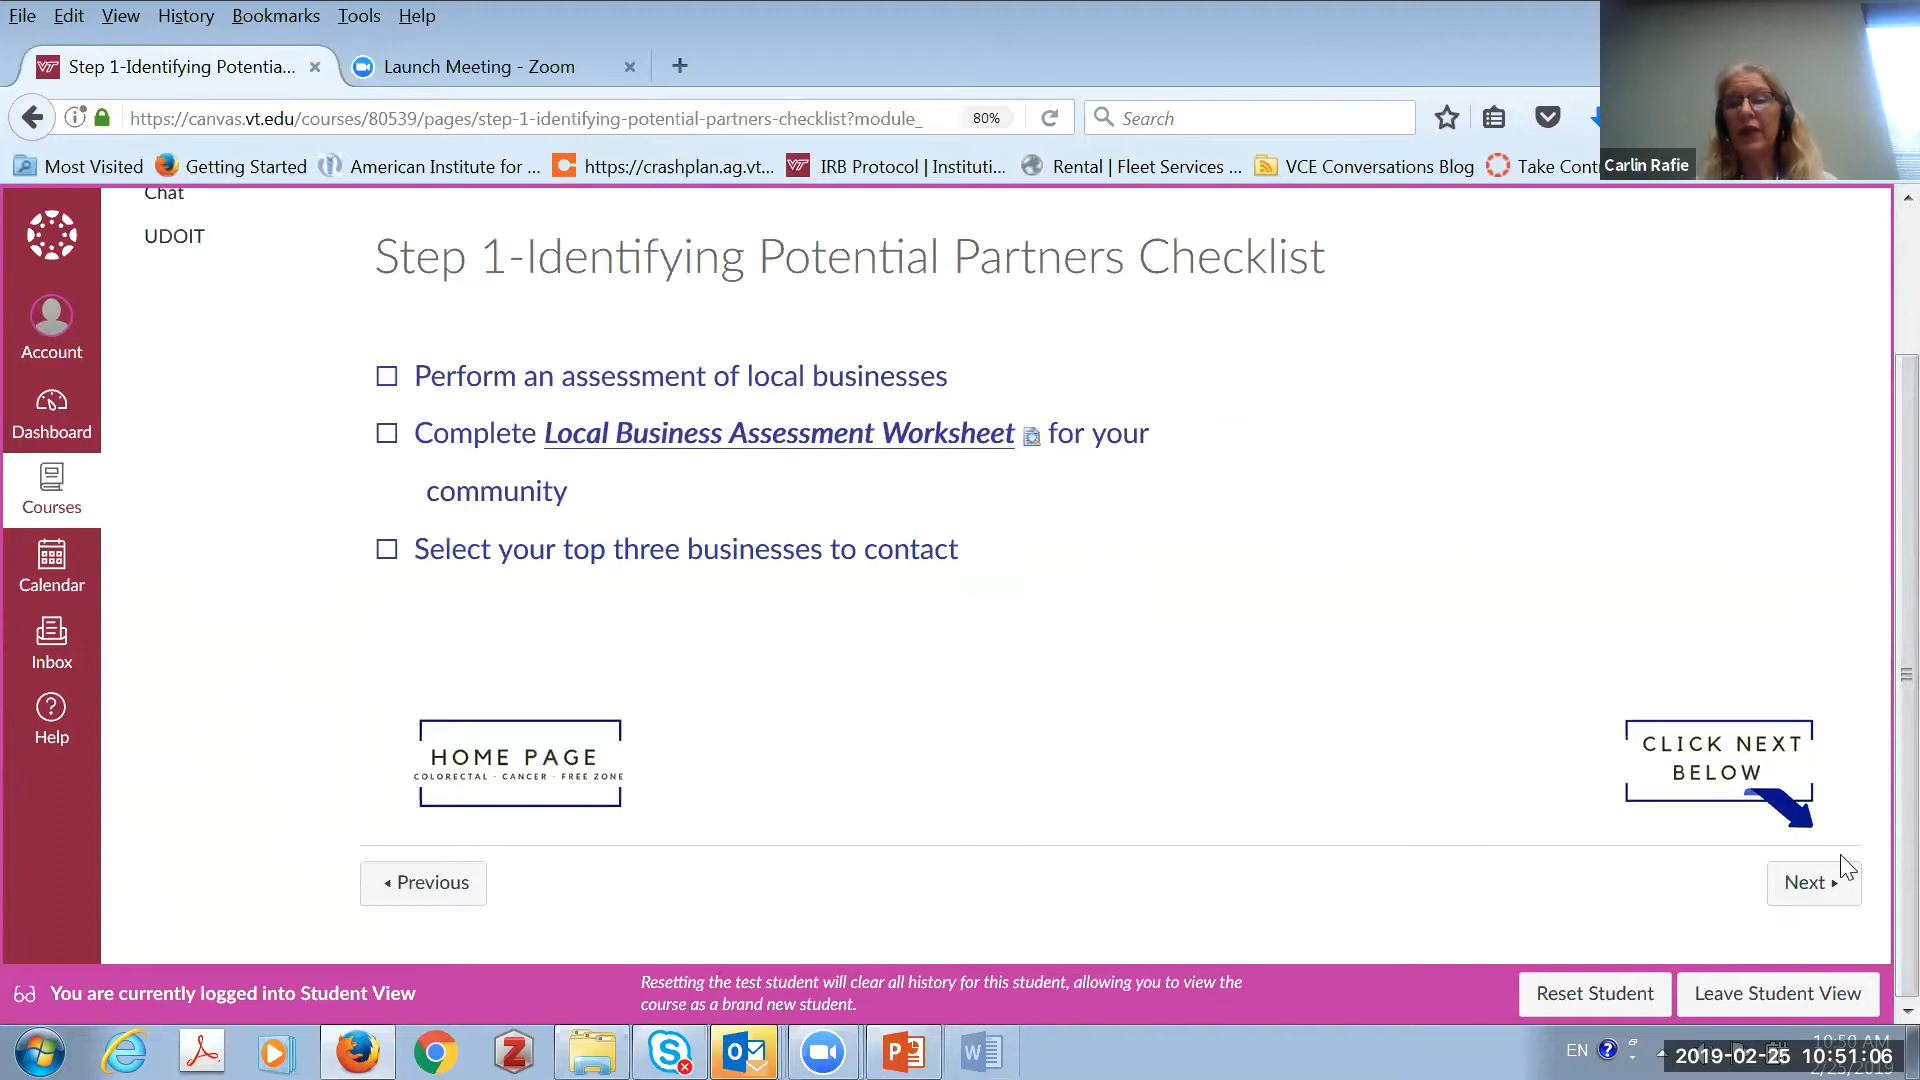 File Edit View History Bookmarks Tools Help
Step 1-Identifying Potentia... Launch Meeting - Zoom
https://canvas.vt.edu/courses/80539/pages/step-1-identifying-potential-partners-checklist?module_ 80% Search
Most Visited Getting Started American Institute for ... https://crashplan.ag.vt... IRB Protocol | Instituti... Rental | Fleet Services ... VCE Conversations Blog Take Cont
Carlin Rafie
Chat
UDOIT
Account
Dashboard
Courses
Calendar
Inbox
Help
Step 1-Identifying Potential Partners Checklist
Perform an assessment of local businesses
Complete Local Business Assessment Worksheet for your
community
Select your top three businesses to contact
HOME PAGE
COLORECTAL · CANCER · FREE ZONE
CLICK NEXT
BELOW
Previous
Next
You are currently logged into Student View
Resetting the test student will clear all history for this student, allowing you to view the
course as a brand new student.
Reset Student Leave Student View
EN
10:50 AM
2019-02-25 10:51:06
2/25/2019